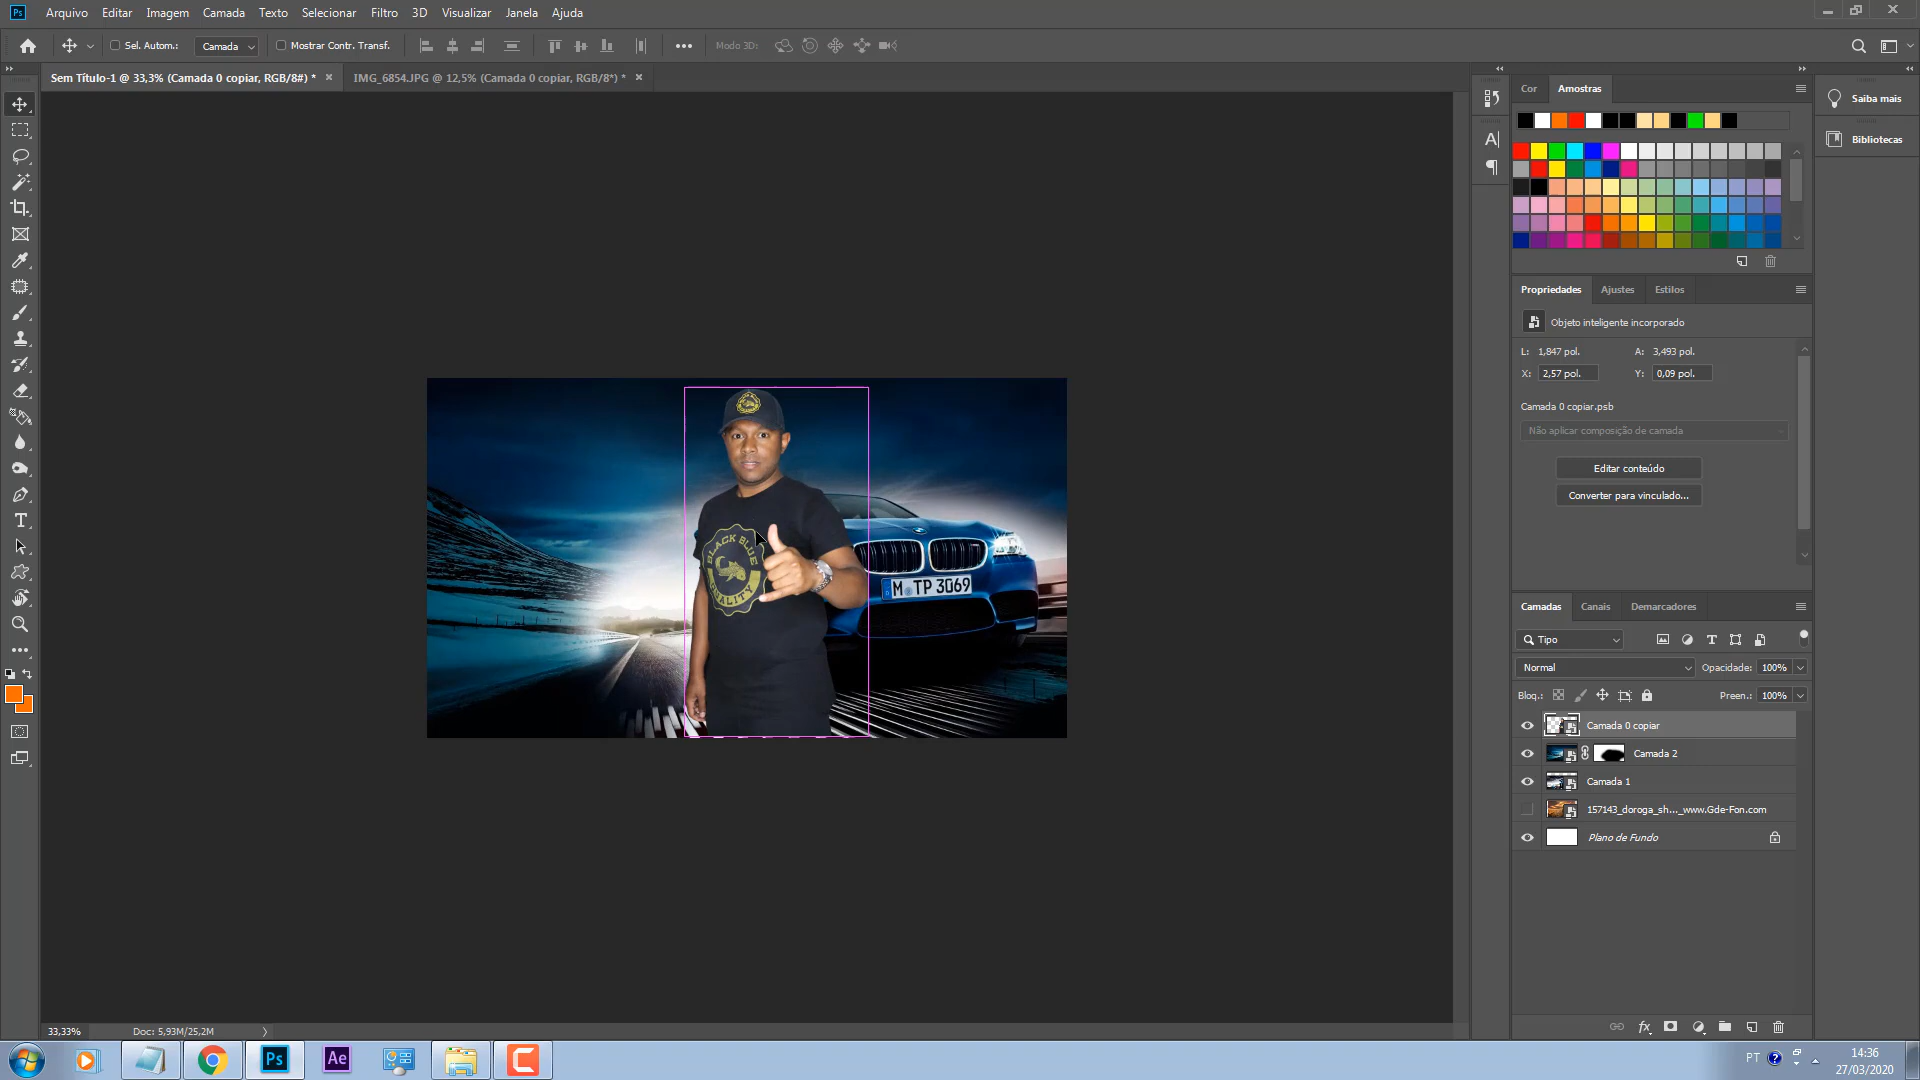 Ps Arquivo Editar Imagem Camada Texto Selecionar Filtro 3D Visualizar Janela Ajuda
Sel. Autom.: Camada Mostrar Contr. Transf. Modo 3D:
Sem Título-1 @ 33,3% (Camada 0 copiar, RGB/8#) * × IMG_6854.JPG @ 12,5% (Camada 0 copiar, RGB/8*) * ×
Cor Amostras
Saiba mais
Bibliotecas
Propriedades Ajustes Estilos
Objeto inteligente incorporado
L: 1,847 pol. A: 3,493 pol.
X: 2,57 pol. Y: 0,09 pol.
Camada 0 copiar.psb
Não aplicar composição de camada
Editar conteúdo
Converter para vinculado...
BLACK BLUE
QUALITY
M TP 3069
Camadas Canais Demarcadores
Tipo
Normal Opacidade: 100%
Bloq.: Preen.: 100%
Camada 0 copiar
Camada 2
Camada 1
157143_doroga_sh..._www.Gde-Fon.com
Plano de Fundo
33,33% Doc: 5,93M/25,2M
Ps Ae PT 14:36
27/03/2020